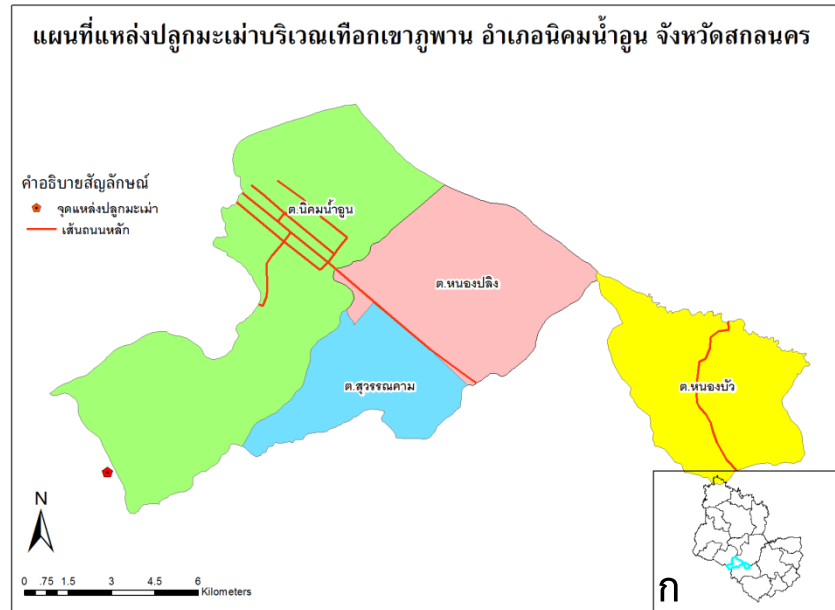 แผนที่แหล่งปลูกมะเม่าบริเวณเทือกเขาภูพาน อำเภอนิคมน้ำอูน จังหวัดสกลนคร
คำอธิบายสัญลักษณ์
จุดแหล่งปลูกมะเม่า
เส้นถนนหลัก
ต.นิคมน้ำอูน
ต.หนองปลิง
ต.สุวรรณคาม
ต.หนองบัว
N
0 .75 1.5 3 4.5 6
Kilometers
ก